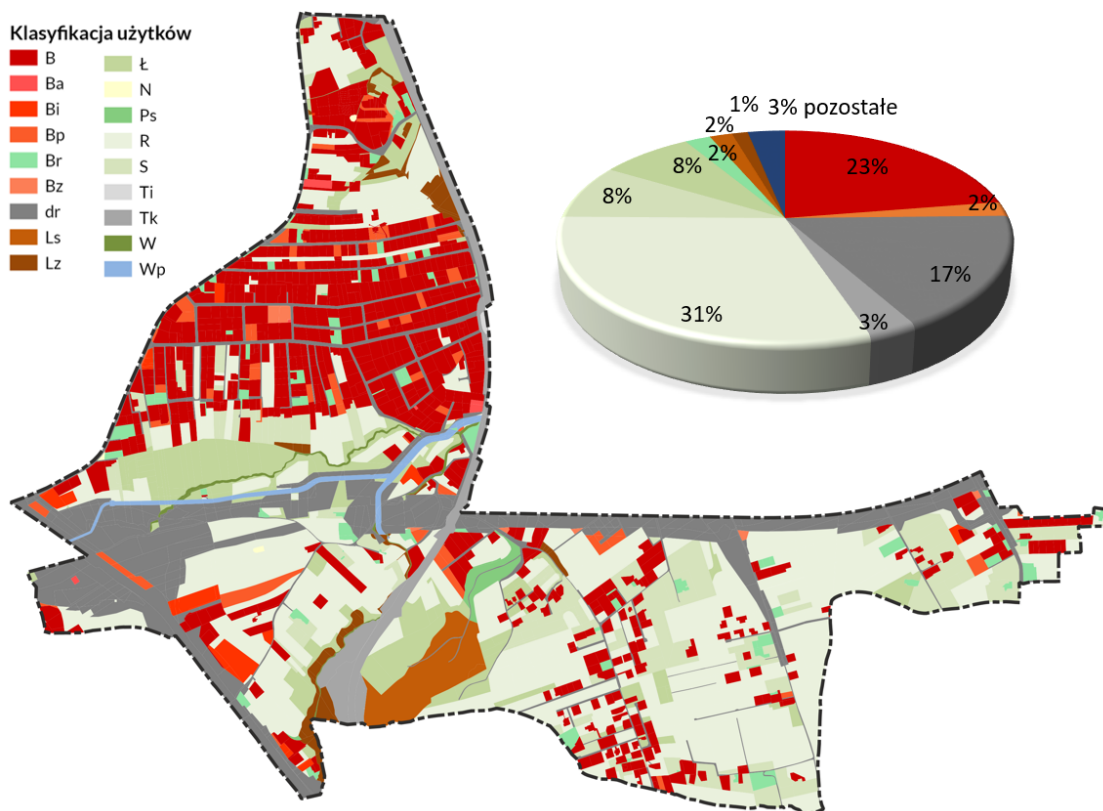 Klasyfikacja użytków
B
Ba
Bi
Bp
Br
Bz
dr
Ls
Lz
Ł
N
Ps
R
S
Ti
Tk
W
Wp
1%
3% pozostałe
2%
2%
8%
8%
23%
2%
17%
3%
31%